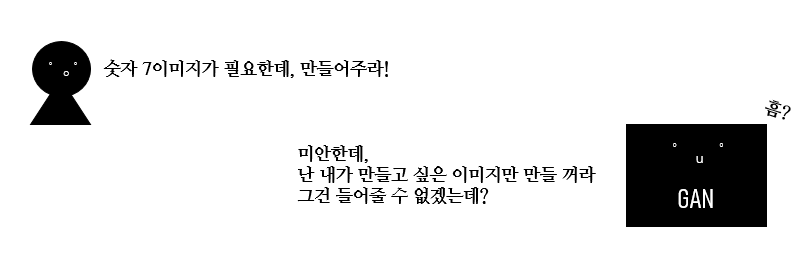 숫자 7이미지가 필요한데, 만들어주라!
흠?
미안한데,
난 내가 만들고 싶은 이미지만 만들 꺼라
그건 들어줄 수 없겠는데?
GAN